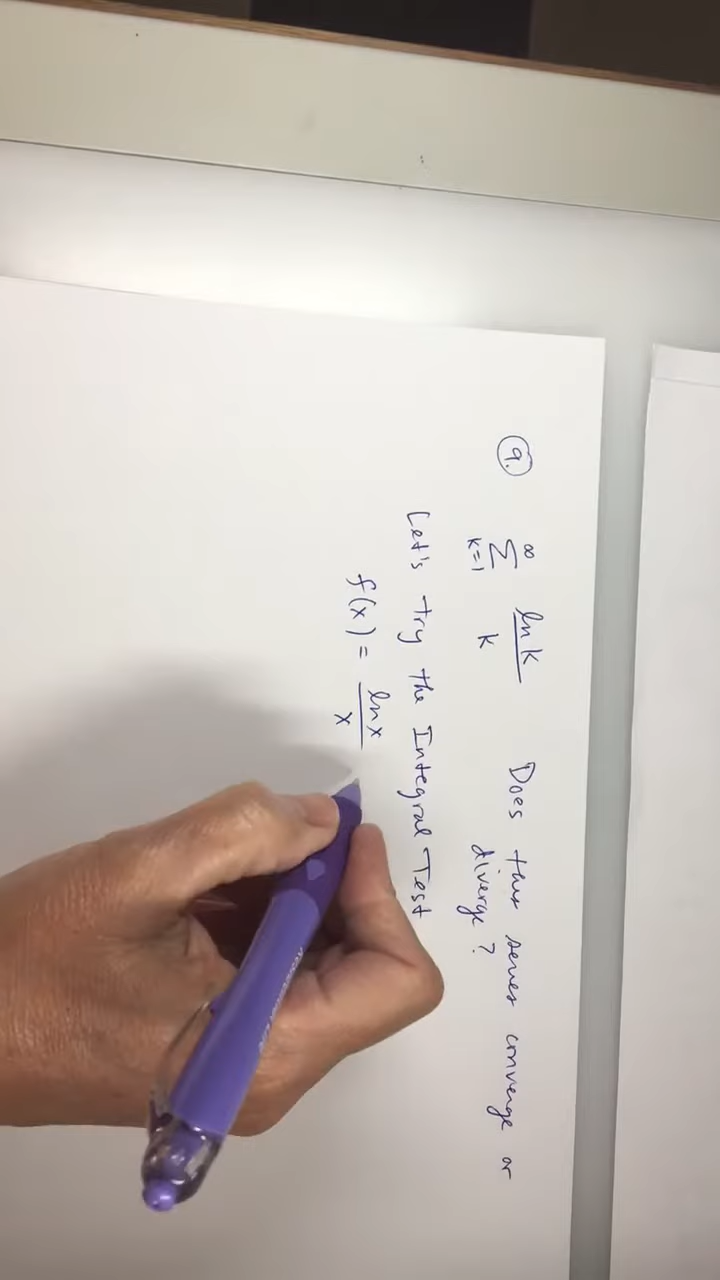 9. ∞ ∑ k=1 ln k / k Does this series converge or
diverge?
Let's try the Integral Test
f(x) = ln x / x